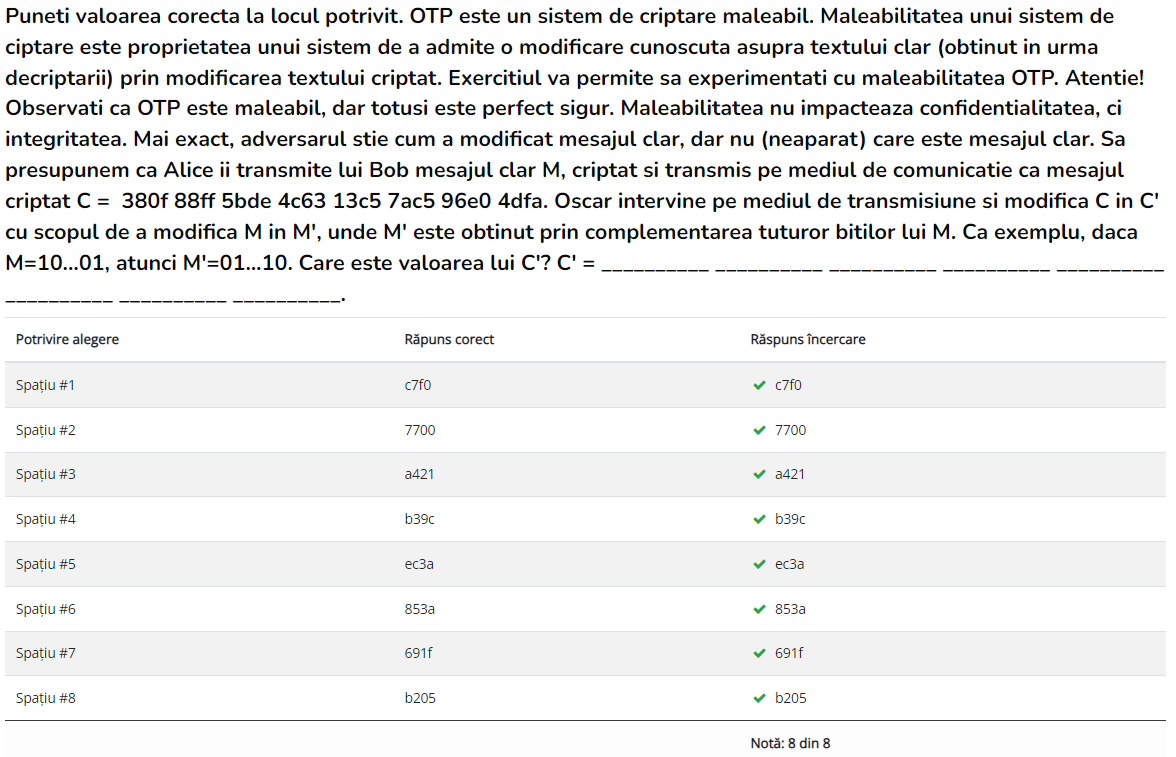 Puneti valoarea corecta la locul potrivit. OTP este un sistem de criptare maleabil. Maleabilitatea unui sistem de
ciptare este proprietatea unui sistem de a admite o modificare cunoscuta asupra textului clar (obtinut in urma
decriptarii) prin modificarea textului criptat. Exercitiul va permite sa experimentati cu maleabilitatea OTP. Atentie!
Observati ca OTP este maleabil, dar totusi este perfect sigur. Maleabilitatea nu impacteaza confidentialitatea, ci
integritatea. Mai exact, adversarul stie cum a modificat mesajul clar, dar nu (neaparat) care este mesajul clar. Sa
presupunem ca Alice ii transmite lui Bob mesajul clar M, criptat si transmis pe mediul de comunicatie ca mesajul
criptat C = 380f 88ff 5bde 4c63 13c5 7ac5 96e0 4dfa. Oscar intervine pe mediul de transmisiune si modifica C in C'
cu scopul de a modifica M in M', unde M' este obtinut prin complementarea tuturor bitilor lui M. Ca exemplu, daca
M=10...01, atunci M'=01...10. Care este valoarea lui C'? C' = __________ __________ __________ __________ __________
__________ __________ __________.
Potrivire alegere Răpuns corect Răspuns încercare
Spațiu #1 c7f0 ✔ c7f0
Spațiu #2 7700 ✔ 7700
Spațiu #3 a421 ✔ a421
Spațiu #4 b39c ✔ b39c
Spațiu #5 ec3a ✔ ec3a
Spațiu #6 853a ✔ 853a
Spațiu #7 691f ✔ 691f
Spațiu #8 b205 ✔ b205
Notă: 8 din 8